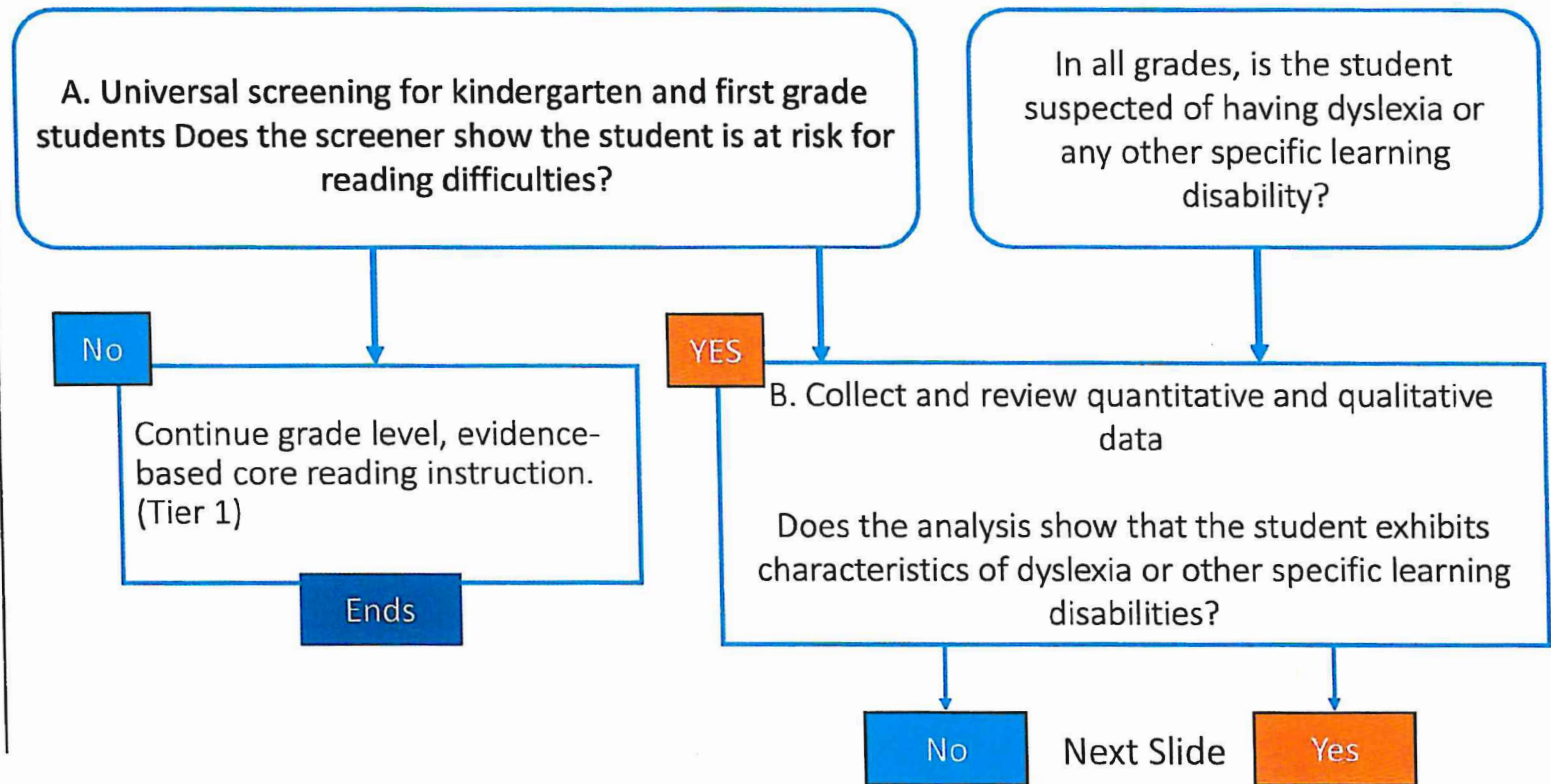 A. Universal screening for kindergarten and first grade
students Does the screener show the student is at risk for
reading difficulties?
In all grades, is the student
suspected of having dyslexia or
any other specific learning
disability?
No
Continue grade level, evidence-
based core reading instruction.
(Tier 1)
Ends
YES
B. Collect and review quantitative and qualitative
data
Does the analysis show that the student exhibits
characteristics of dyslexia or other specific learning
disabilities?
No
Next Slide
Yes